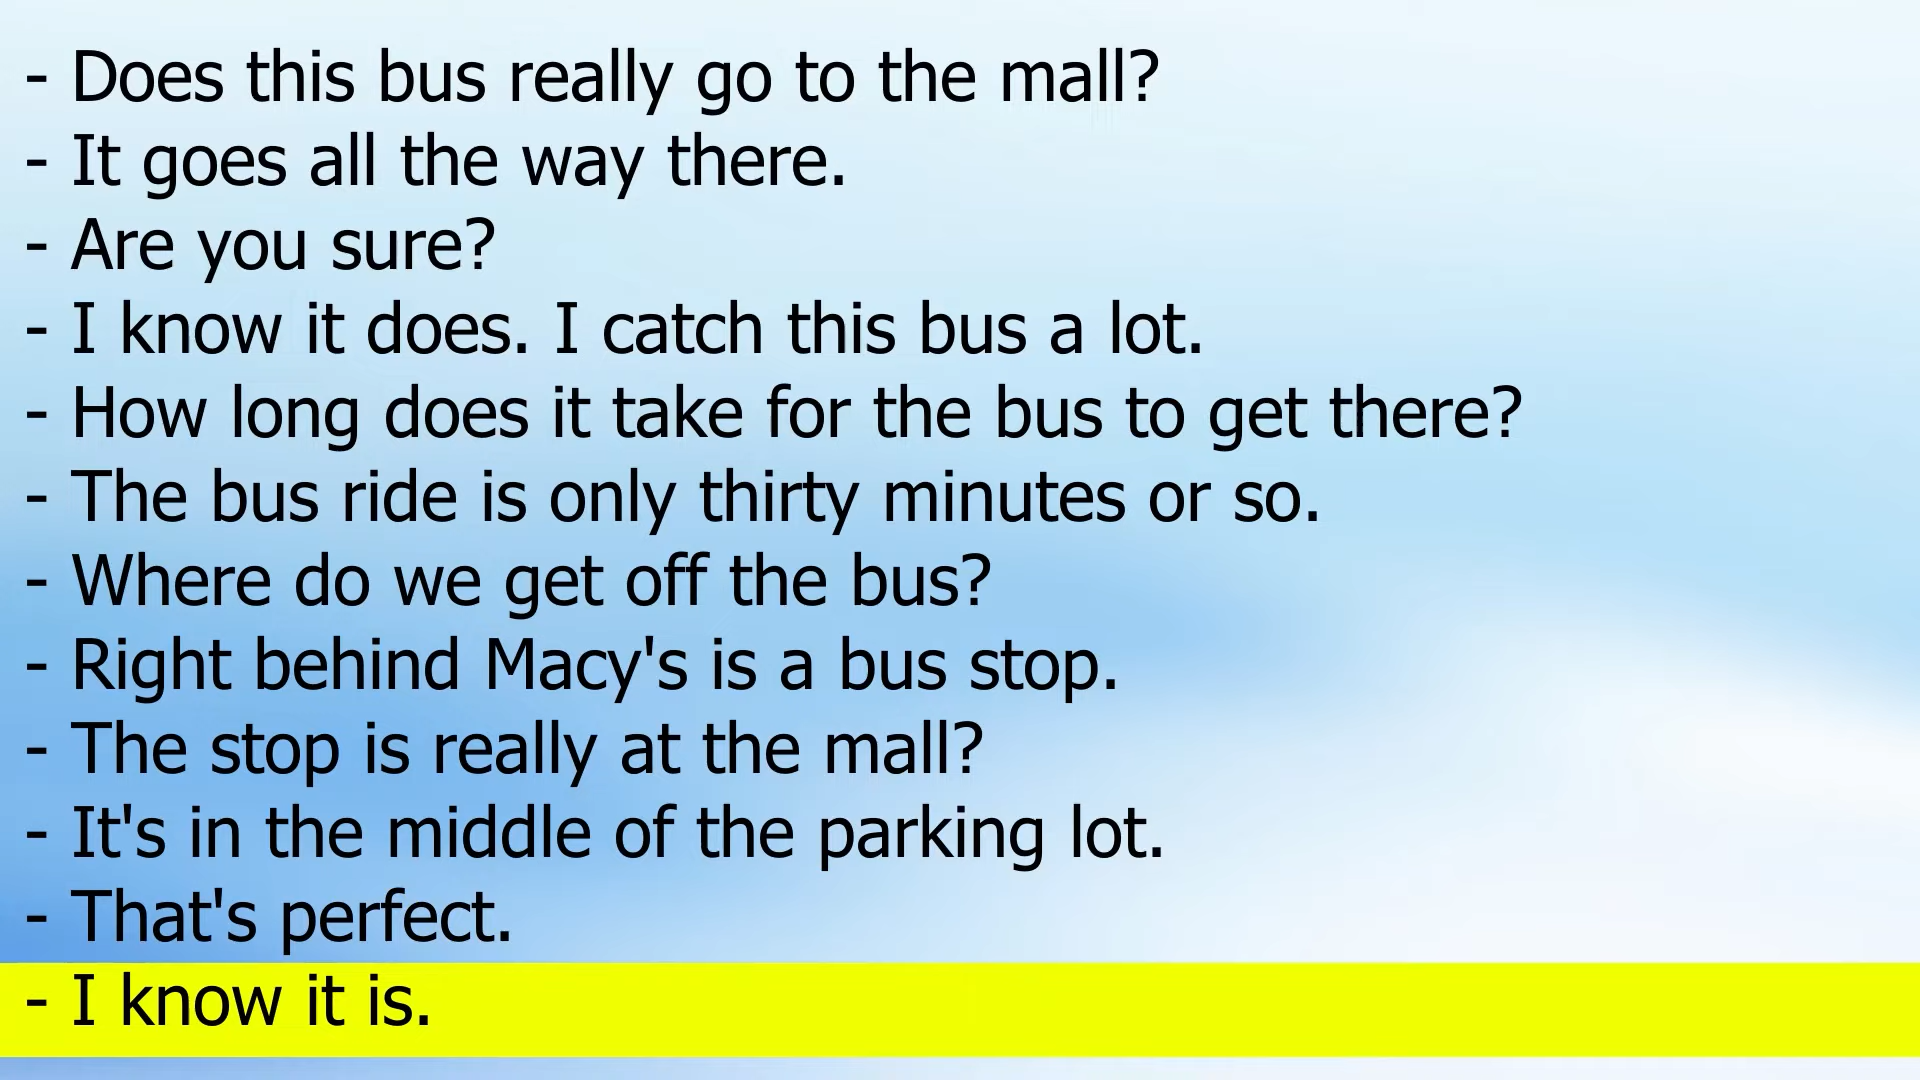 - Does this bus really go to the mall?
- It goes all the way there.
- Are you sure?
- I know it does. I catch this bus a lot.
- How long does it take for the bus to get there?
- The bus ride is only thirty minutes or so.
- Where do we get off the bus?
- Right behind Macy's is a bus stop.
- The stop is really at the mall?
- It's in the middle of the parking lot.
- That's perfect.
- I know it is.